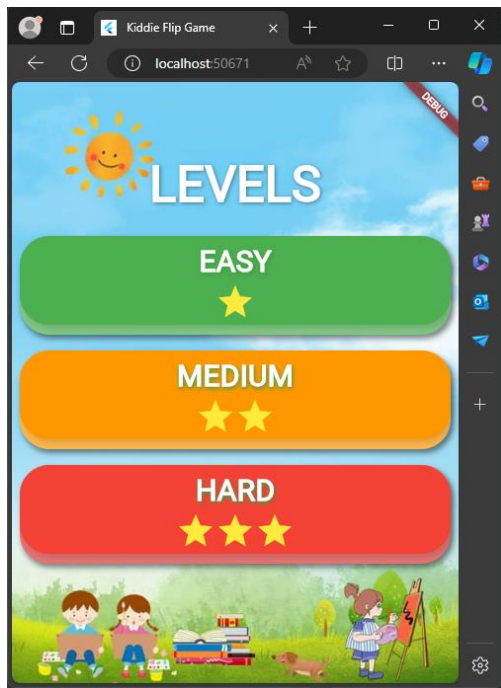 Kiddie Flip Game
localhost:50671
DEBUG
LEVELS
EASY
MEDIUM
HARD